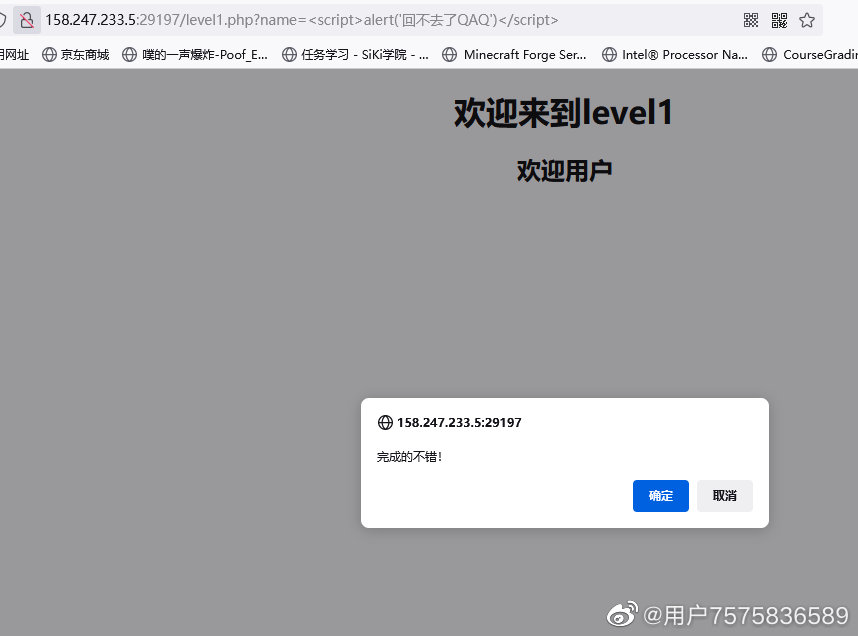 158.247.233.5:29197/level1.php?name=<script>alert('回不去了QAQ')</script>
用网址 京东商城 噗的一声爆炸-Poof_E... 任务学习 - SiKi学院 - ... Minecraft Forge Ser... Intel® Processor Na... CourseGradin
欢迎来到level1
欢迎用户
158.247.233.5:29197
完成的不错!
确定 取消
@用户7575836589